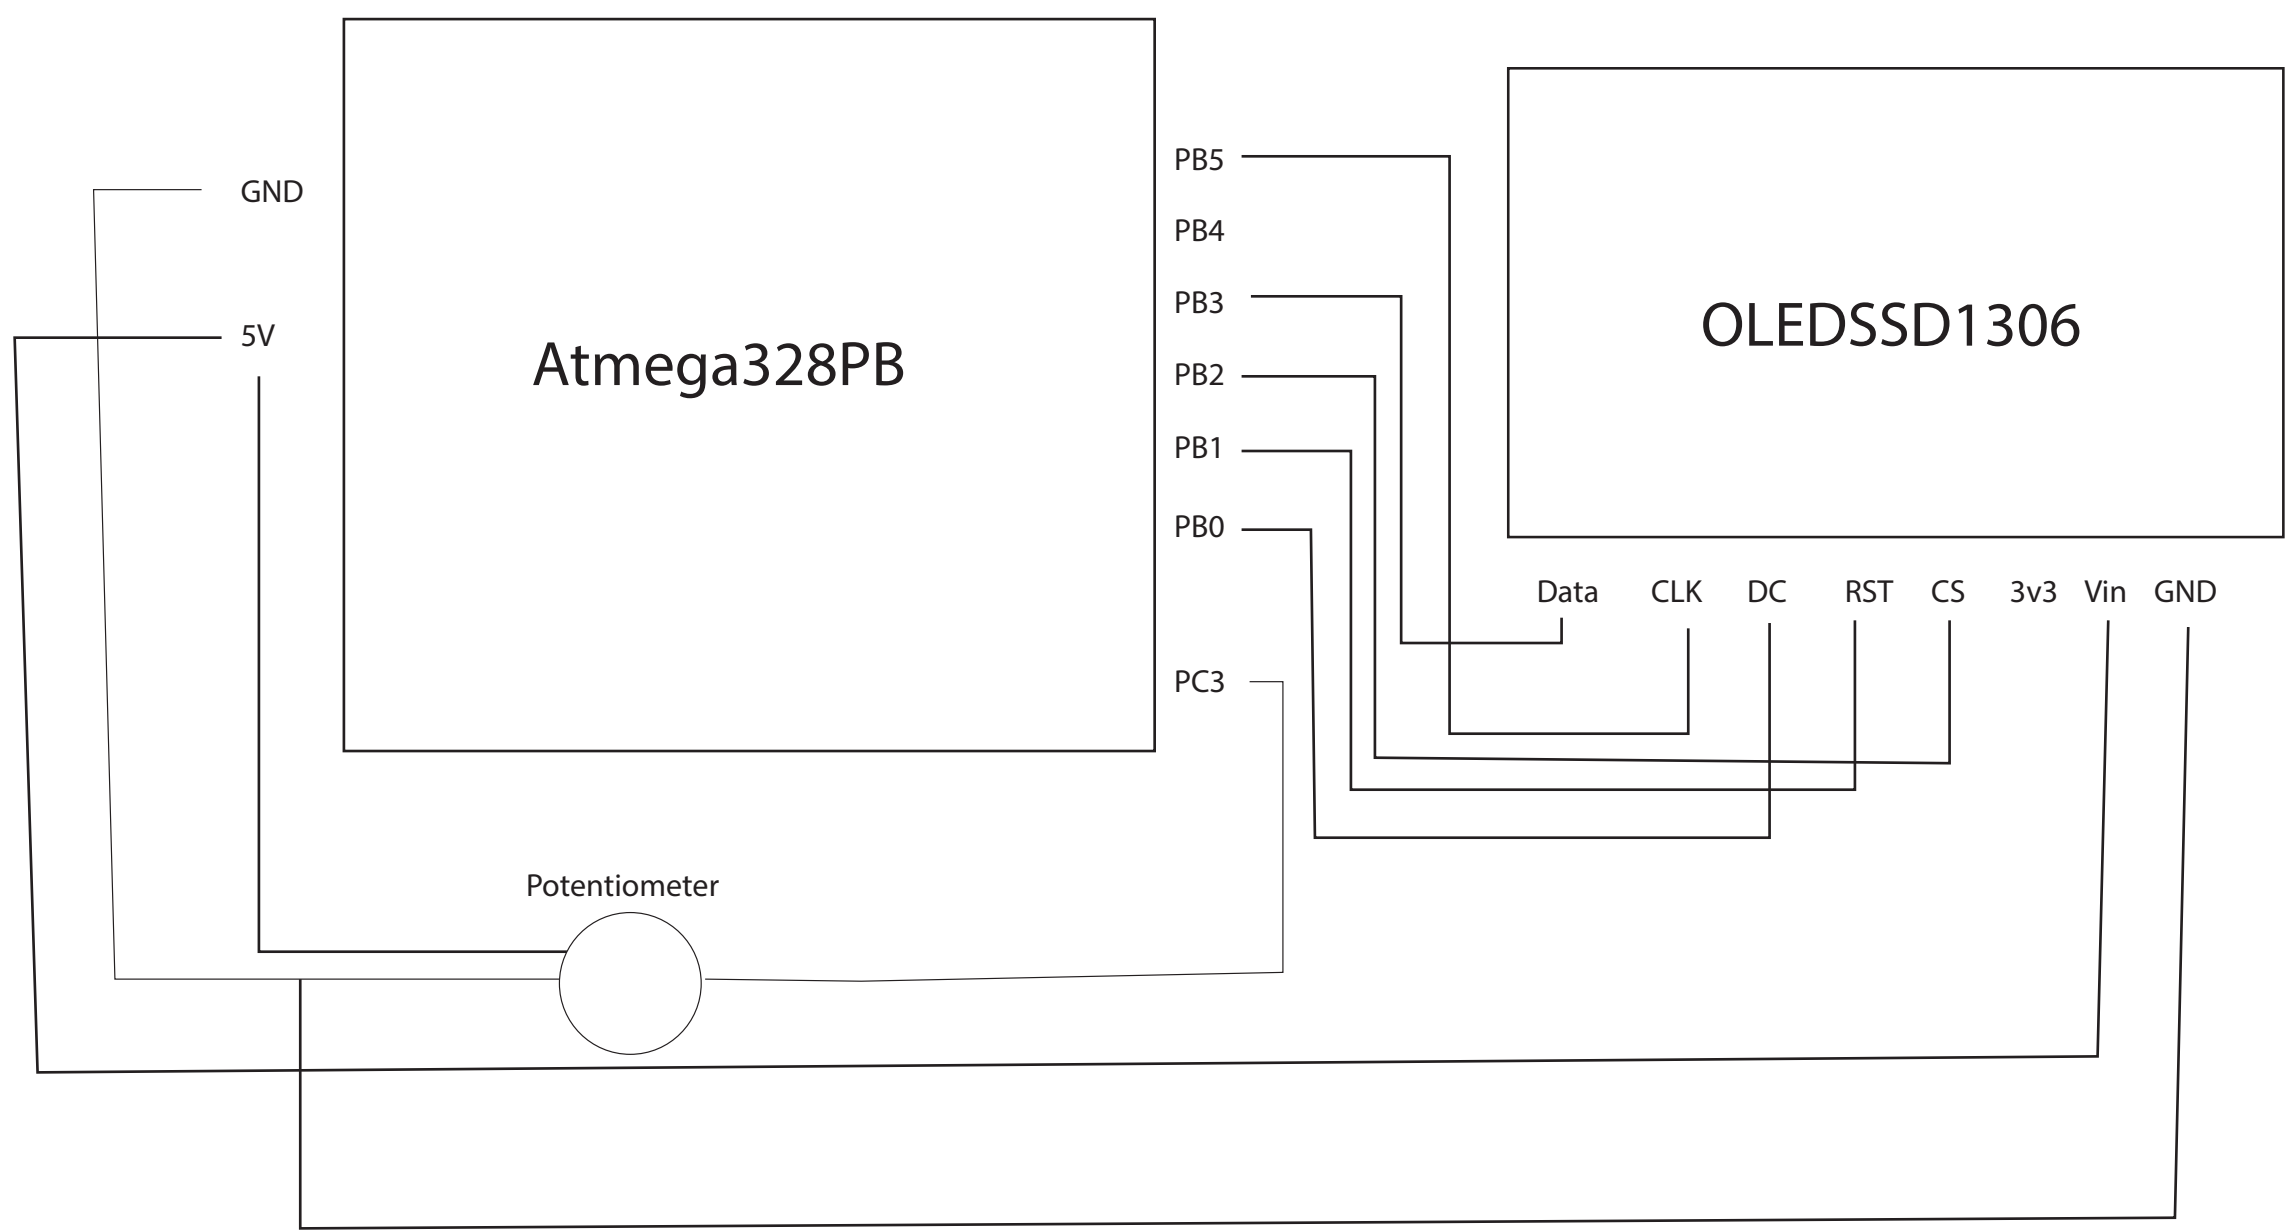 GND
5V
Atmega328PB
PB5
PB4
PB3
PB2
PB1
PB0
PC3
OLEDSSD1306
Data CLK DC RST CS 3v3 Vin GND
Potentiometer